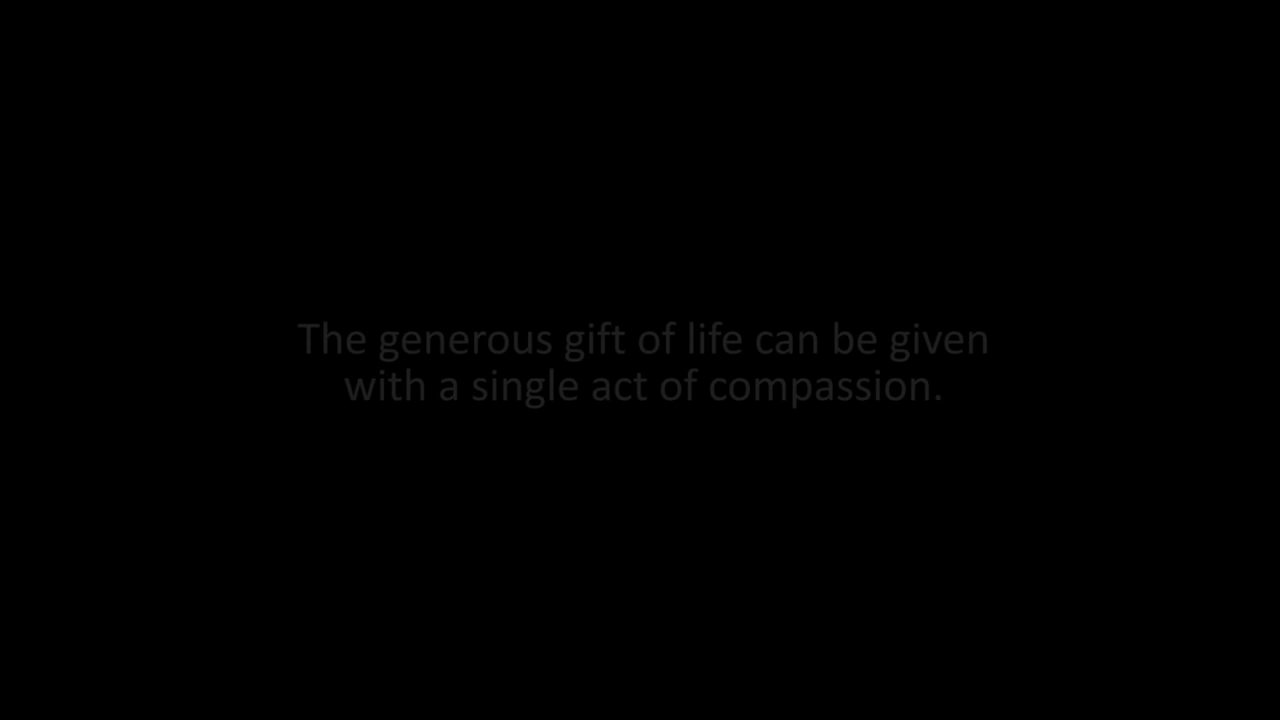 The generous gift of life can be given
with a single act of compassion.